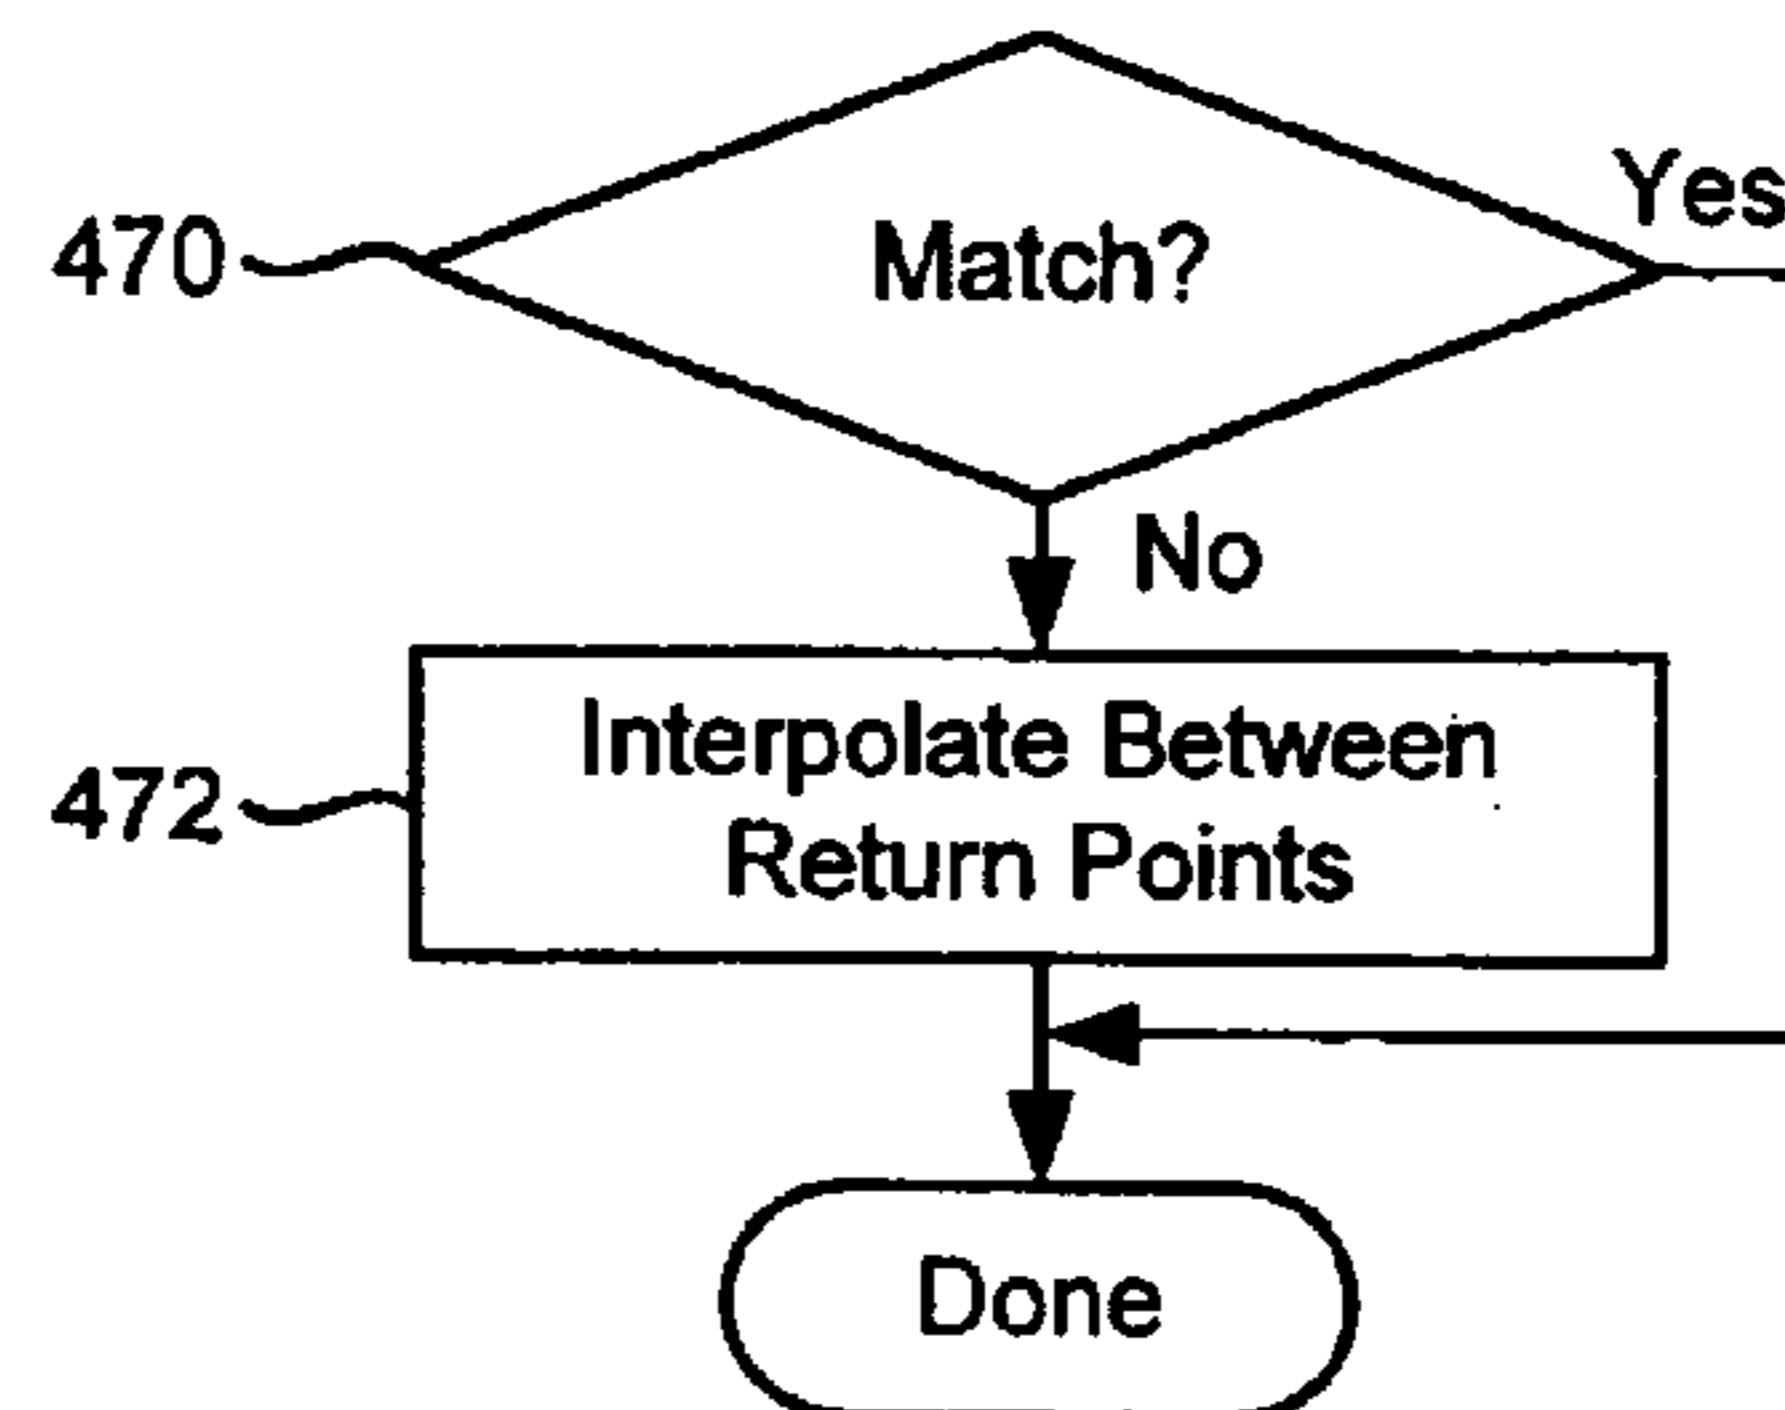 Yes
470
Match?
No
Interpolate Between
472
Return Points
Done